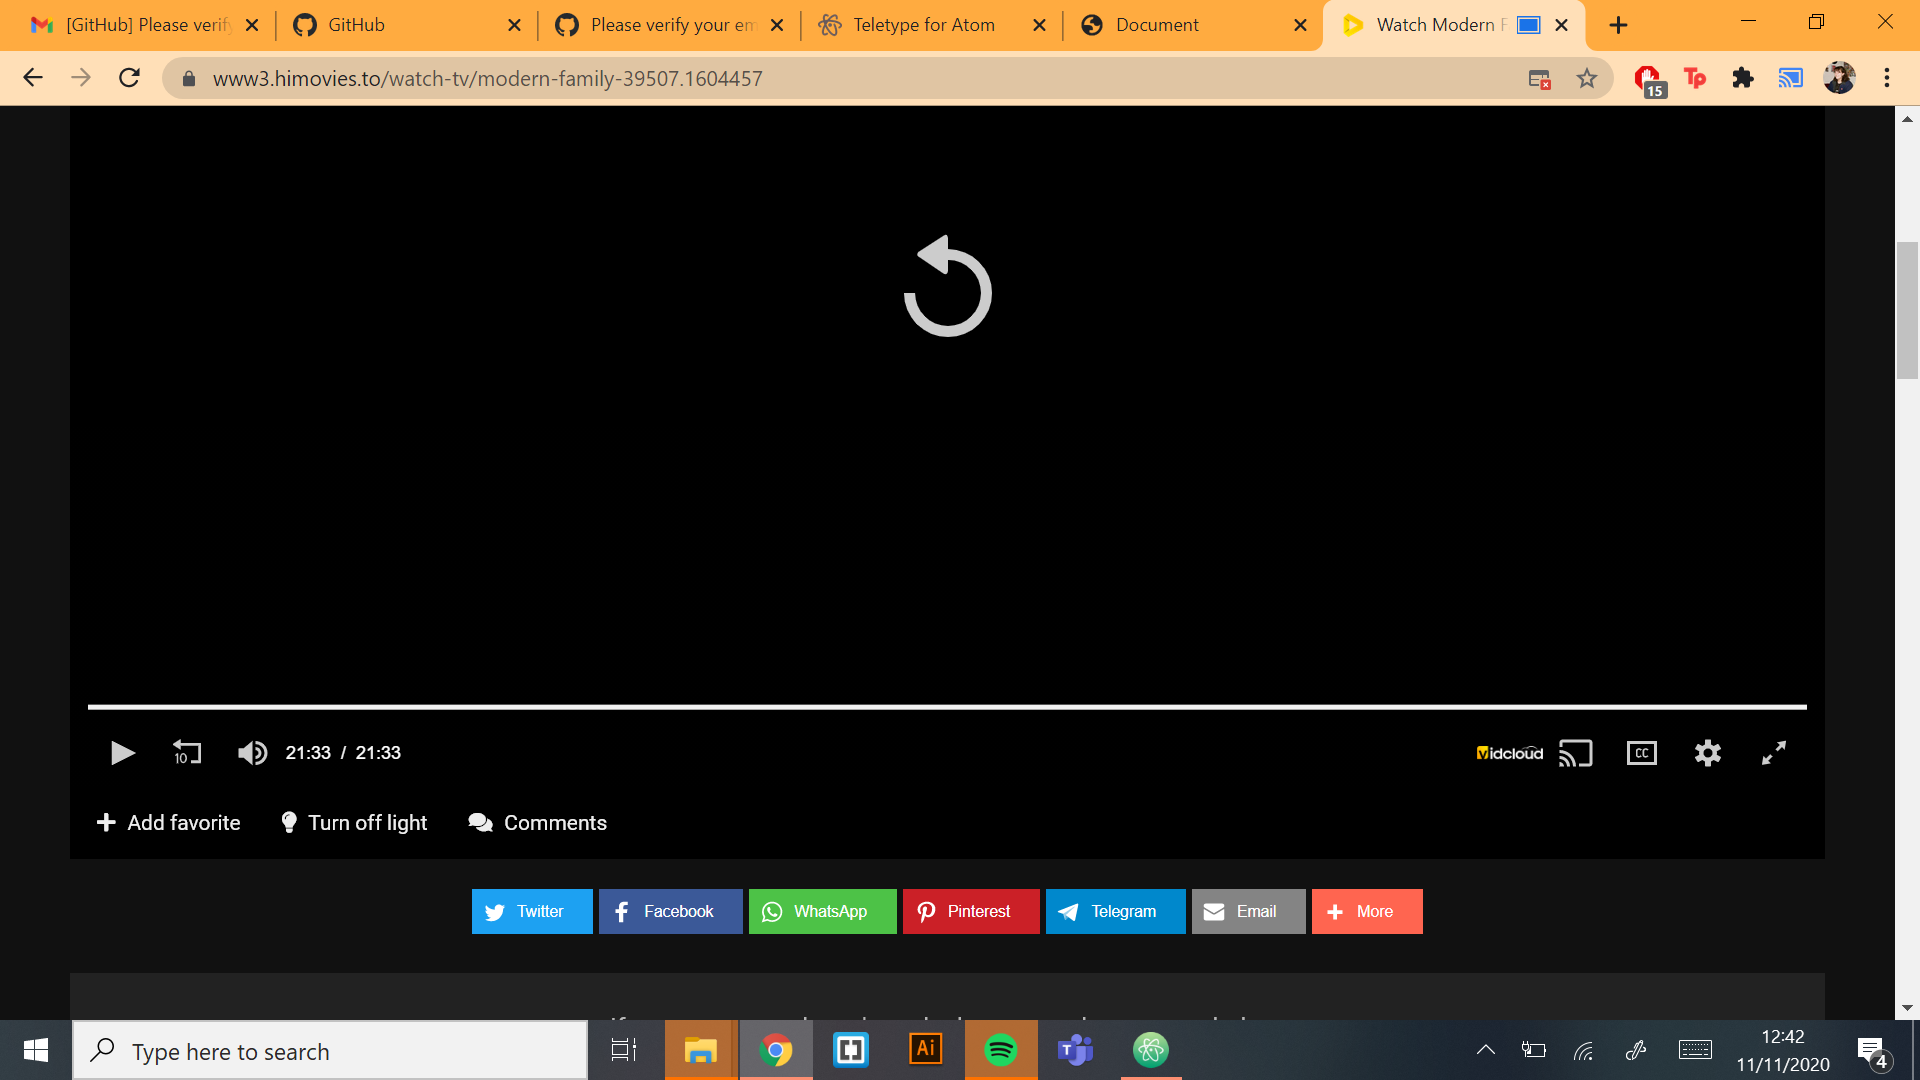 [GitHub] Please verify
GitHub
Please verify your em
Teletype for Atom
Document
Watch Modern F
www3.himovies.to/watch-tv/modern-family-39507.1604457
15
Tp
10
21:33 / 21:33
Vidcloud
CC
Add favorite
Turn off light
Comments
Twitter
Facebook
WhatsApp
Pinterest
Telegram
Email
More
Type here to search
Ai
T
12:42
11/11/2020
4